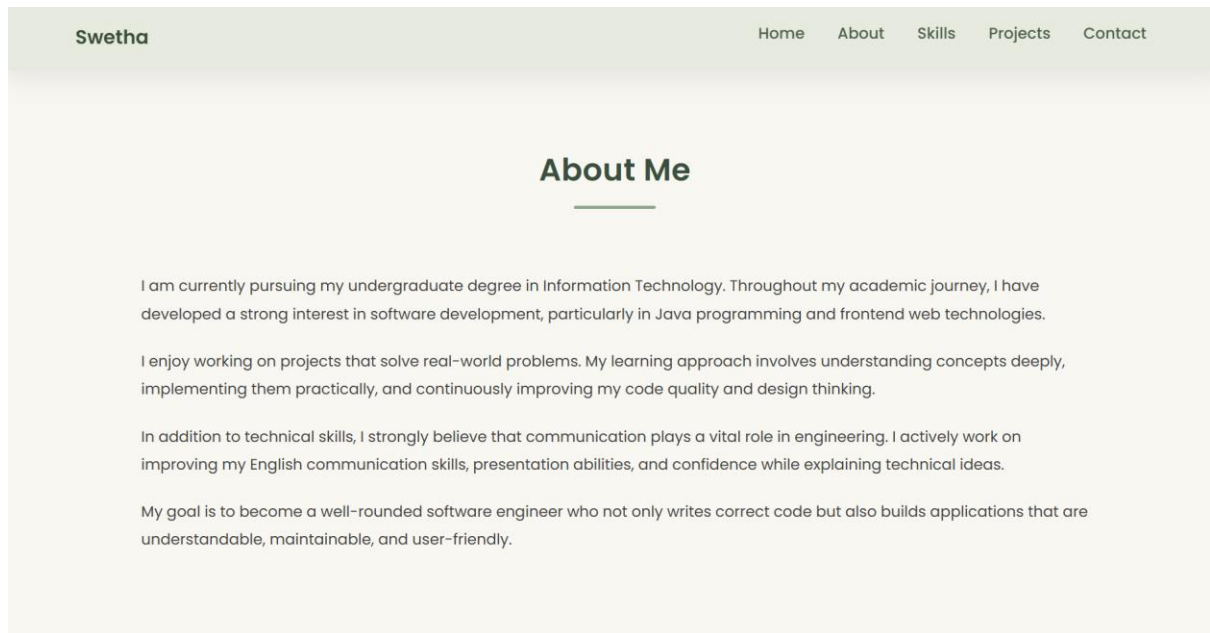 Swetha
Home About Skills Projects Contact
About Me
I am currently pursuing my undergraduate degree in Information Technology. Throughout my academic journey, I have
developed a strong interest in software development, particularly in Java programming and frontend web technologies.
I enjoy working on projects that solve real-world problems. My learning approach involves understanding concepts deeply,
implementing them practically, and continuously improving my code quality and design thinking.
In addition to technical skills, I strongly believe that communication plays a vital role in engineering. I actively work on
improving my English communication skills, presentation abilities, and confidence while explaining technical ideas.
My goal is to become a well-rounded software engineer who not only writes correct code but also builds applications that are
understandable, maintainable, and user-friendly.